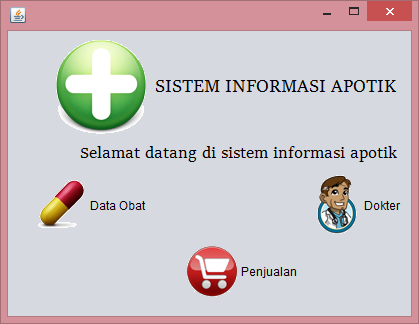 SISTEM INFORMASI APOTIK
Selamat datang di sistem informasi apotik
Data Obat
Dokter
Penjualan